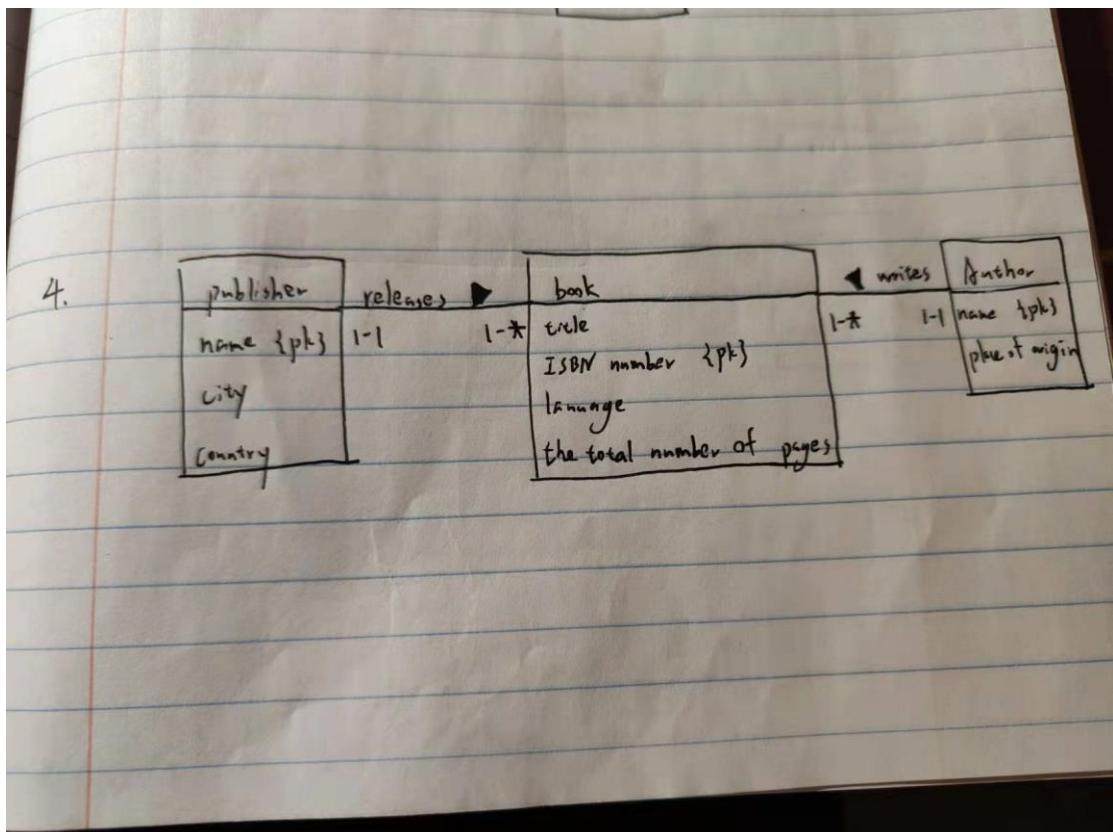 4.
publisher
name {pk}
city
country
releases ▶
1-1 1-*
book
title
ISBN number {pk}
lannage
the total number of pages
◀ writes
1-* 1-1
Author
name {pk}
place of origin